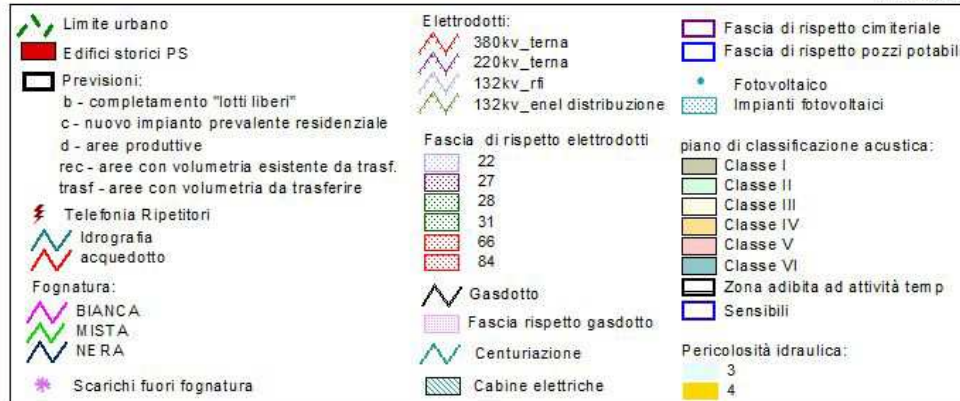 Limite urbano
Edifici storici PS
Previsioni:
b - completamento "lotti liberi"
c - nuovo impianto prevalente residenziale
d - aree produttive
rec - aree con volumetria esistente da trasf.
trasf - aree con volumetria da trasferire
Telefonia Ripetitori
Idrografia
acquedotto
Fognatura:
BIANCA
MISTA
NERA
Scarichi fuori fognatura
Elettrodotti:
380kv_terna
220kv_terna
132kv_rfi
132kv_enel distribuzione
Fascia di rispetto elettrodotti
22
27
28
31
66
84
Gasdotto
Fascia rispetto gasdotto
Centuriazione
Cabine elettriche
Fascia di rispetto cimiteriale
Fascia di rispetto pozzi potabil
Fotovoltaico
Impianti fotovoltaici
piano di classificazione acustica:
Classe I
Classe II
Classe III
Classe IV
Classe V
Classe VI
Zona adibita ad attività temp
Sensibili
Pericolosità idraulica:
3
4